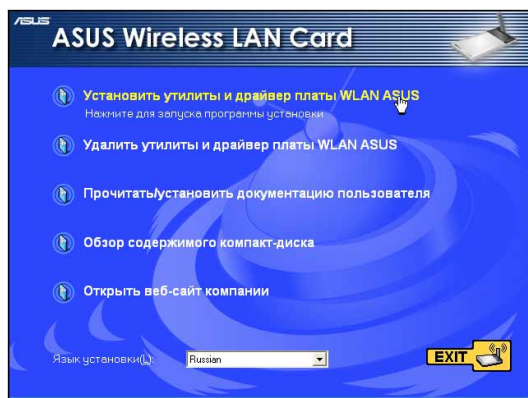 ASUS
ASUS Wireless LAN Card
Установить утилиты и драйвер платы WLAN ASUS
Нажмите для запуска программы установки
Удалить утилиты и драйвер платы WLAN ASUS
Прочитать/установить документацию пользователя
Обзор содержимого компакт-диска
Открыть веб-сайт компании
Язык установки(L): Russian
EXIT